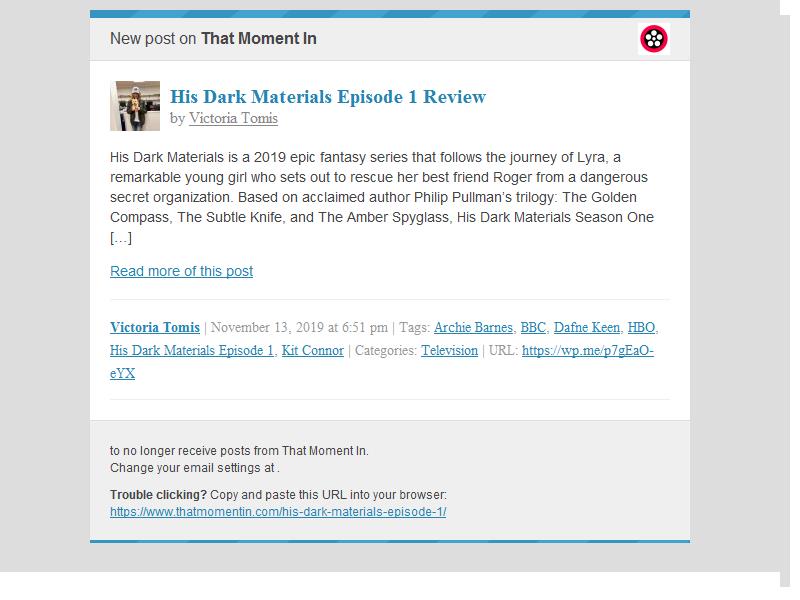 New post on That Moment In
His Dark Materials Episode 1 Review
by Victoria Tomis
His Dark Materials is a 2019 epic fantasy series that follows the journey of Lyra, a
remarkable young girl who sets out to rescue her best friend Roger from a dangerous
secret organization. Based on acclaimed author Philip Pullman's trilogy: The Golden
Compass, The Subtle Knife, and The Amber Spyglass, His Dark Materials Season One
[…]
Read more of this post
Victoria Tomis | November 13, 2019 at 6:51 pm | Tags: Archie Barnes, BBC, Dafne Keen, HBO,
His Dark Materials Episode 1, Kit Connor | Categories: Television | URL: https://wp.me/p7gEaO-
eYX
to no longer receive posts from That Moment In.
Change your email settings at .
Trouble clicking? Copy and paste this URL into your browser:
https://www.thatmomentin.com/his-dark-materials-episode-1/